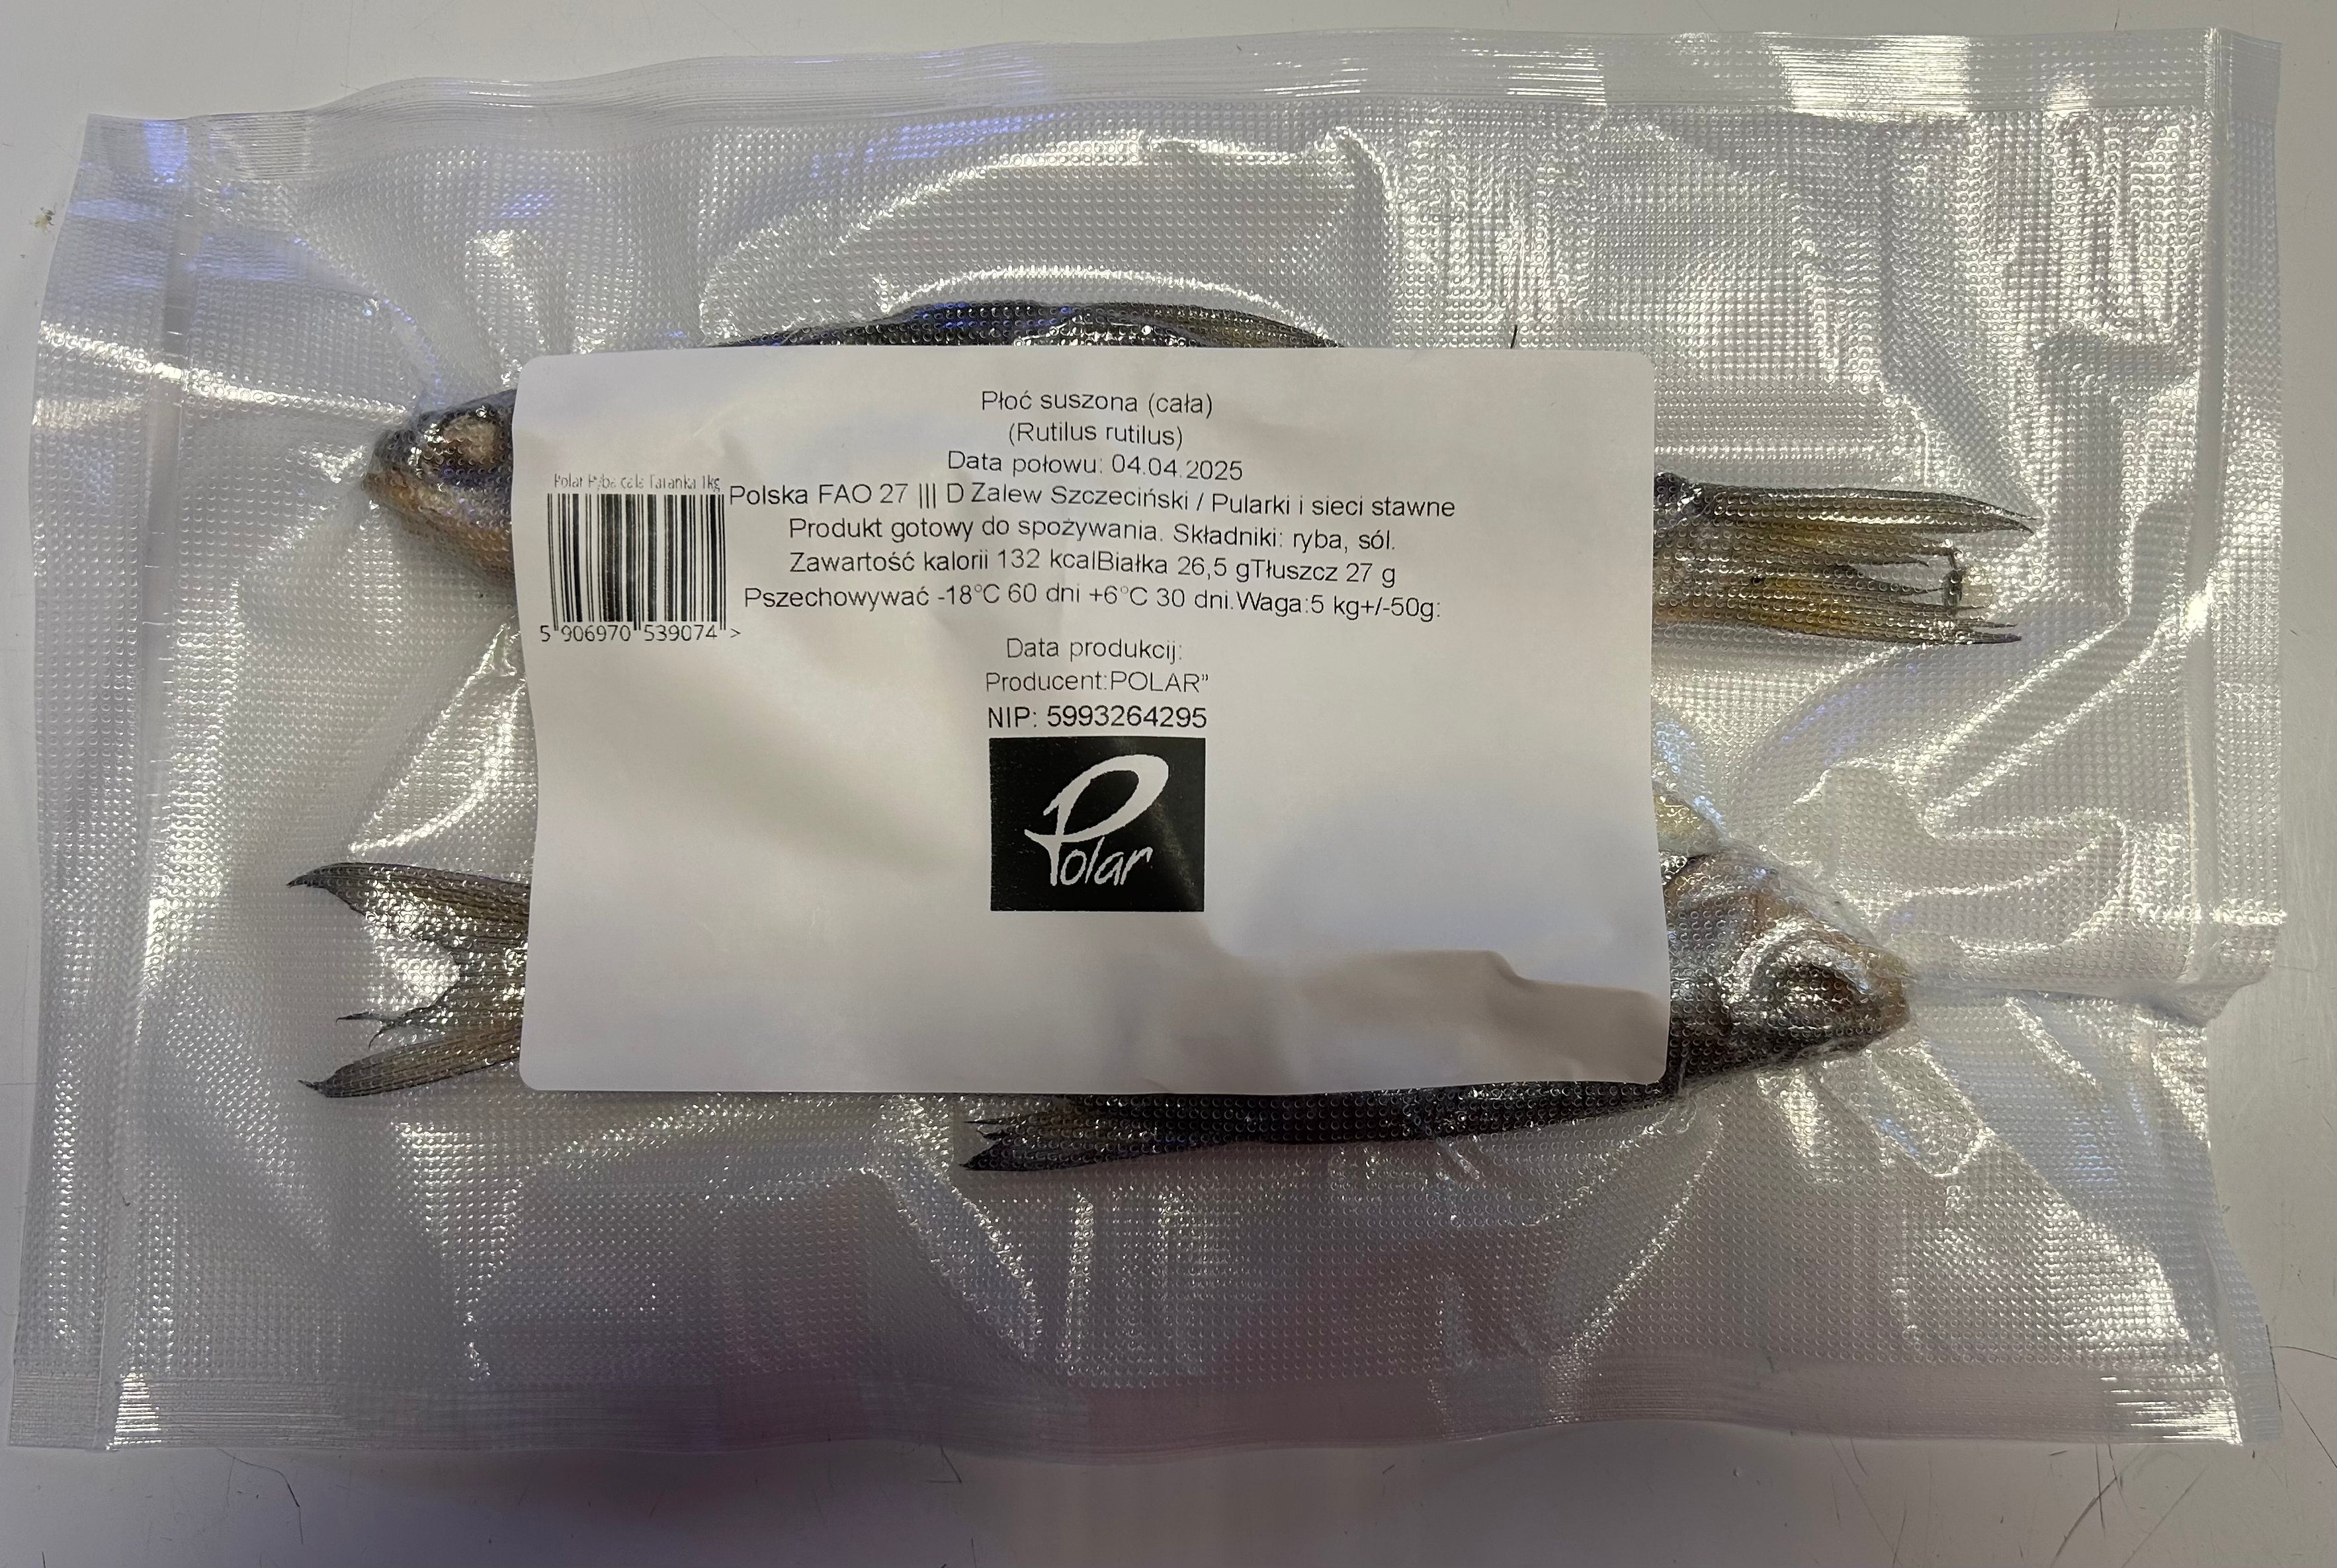 Płoć suszona (cała)
(Rutilus rutilus)
Data połowu: 04.04.2025
Polska FAO 27 ||| D Zalew Szczeciński / Pularki i sieci stawne
Produkt gotowy do spożywania. Składniki: ryba, sól.
Zawartość kalorii 132 kcalBiałka 26,5 gTłuszcz 27 g
Pszechowywać -18°C 60 dni +6°C 30 dni.Waga:5 kg+/-50g:
Polar Ryba cała Taranka 1kg
5 906970 539074 >
Data produkcij:
Producent:POLAR”
NIP: 5993264295
Polar